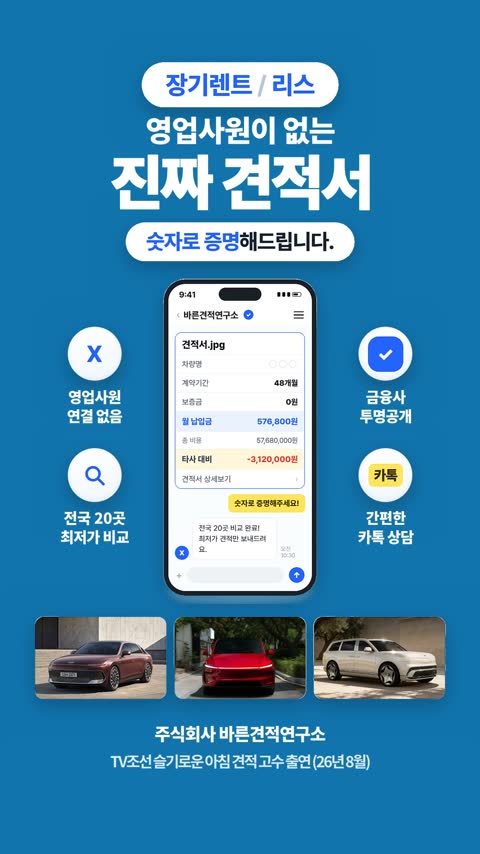 장기렌트 / 리스
영업사원이 없는
진짜 견적서
숫자로 증명해드립니다.
9:41
바른견적연구소
견적서.jpg
차량명
계약기간 48개월
보증금 0원
월 납입금 576,800원
총 비용 57,680,000원
타사 대비 -3,120,000원
견적서 상세보기
숫자로 증명해주세요!
전국 20곳 비교 완료!
최저가 견적만 보내드려
요.
오전
10:30
X
영업사원
연결 없음
금융사
투명공개
전국 20곳
최저가 비교
카톡
간편한
카톡 상담
X
주식회사 바른견적연구소
TV조선 슬기로운 아침 견적 고수 출연 (26년 8월)